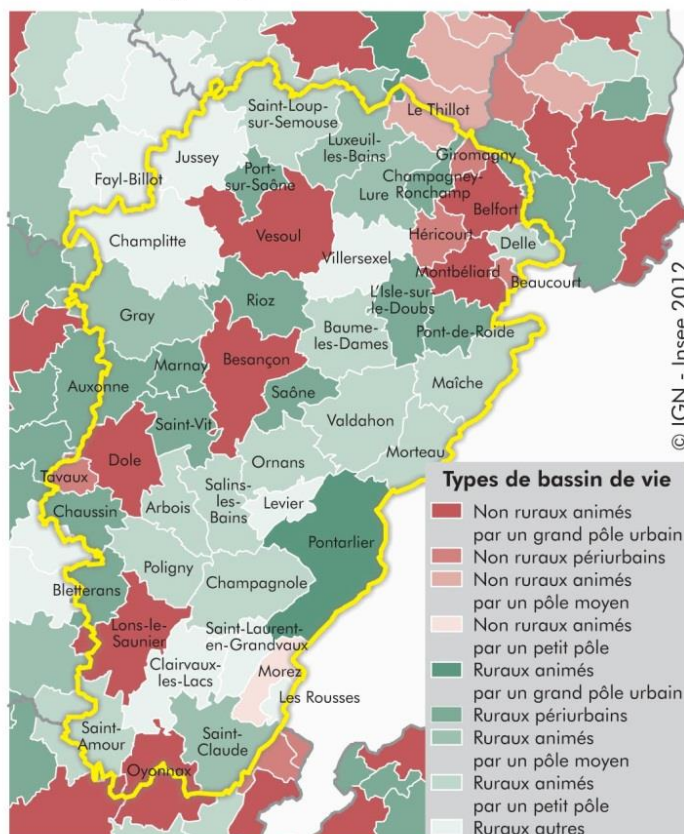 Saint-Loup-
sur-Semouse
Le Thillot
Luxeuil-
les-Bains
Jussey
Giromagny
Fayl-Billot
Port-
sur-Saône
Champagney-
Ronchamp
Lure
Belfort
Champlitte
Vesoul
Héricourt
Delle
Villersexel
Montbéliard
Beaucourt
L'Isle-sur-
le-Doubs
Rioz
Gray
Baume-
les-Dames
Pont-de-Roide
Besançon
Marnay
Auxonne
Saône
Maîche
Saint-Vit
Valdahon
Dole
Morteau
Ornans
Tavaux
Salins-
les-
Bains
Chaussin
Arbois
Levier
Pontarlier
Poligny
Champagnole
Bletterans
Lons-le-
Saunier
Saint-Laurent-
en-Grandvaux
Clairvaux-
les-Lacs
Morez
Les Rousses
Saint-
Amour
Saint-
Claude
Oyonnax
© IGN - Insee 2012
Types de bassin de vie
Non ruraux animés
par un grand pôle urbain
Non ruraux périurbains
Non ruraux animés
par un pôle moyen
Non ruraux animés
par un petit pôle
Ruraux animés
par un grand pôle urbain
Ruraux périurbains
Ruraux animés
par un pôle moyen
Ruraux animés
par un petit pôle
Ruraux autres